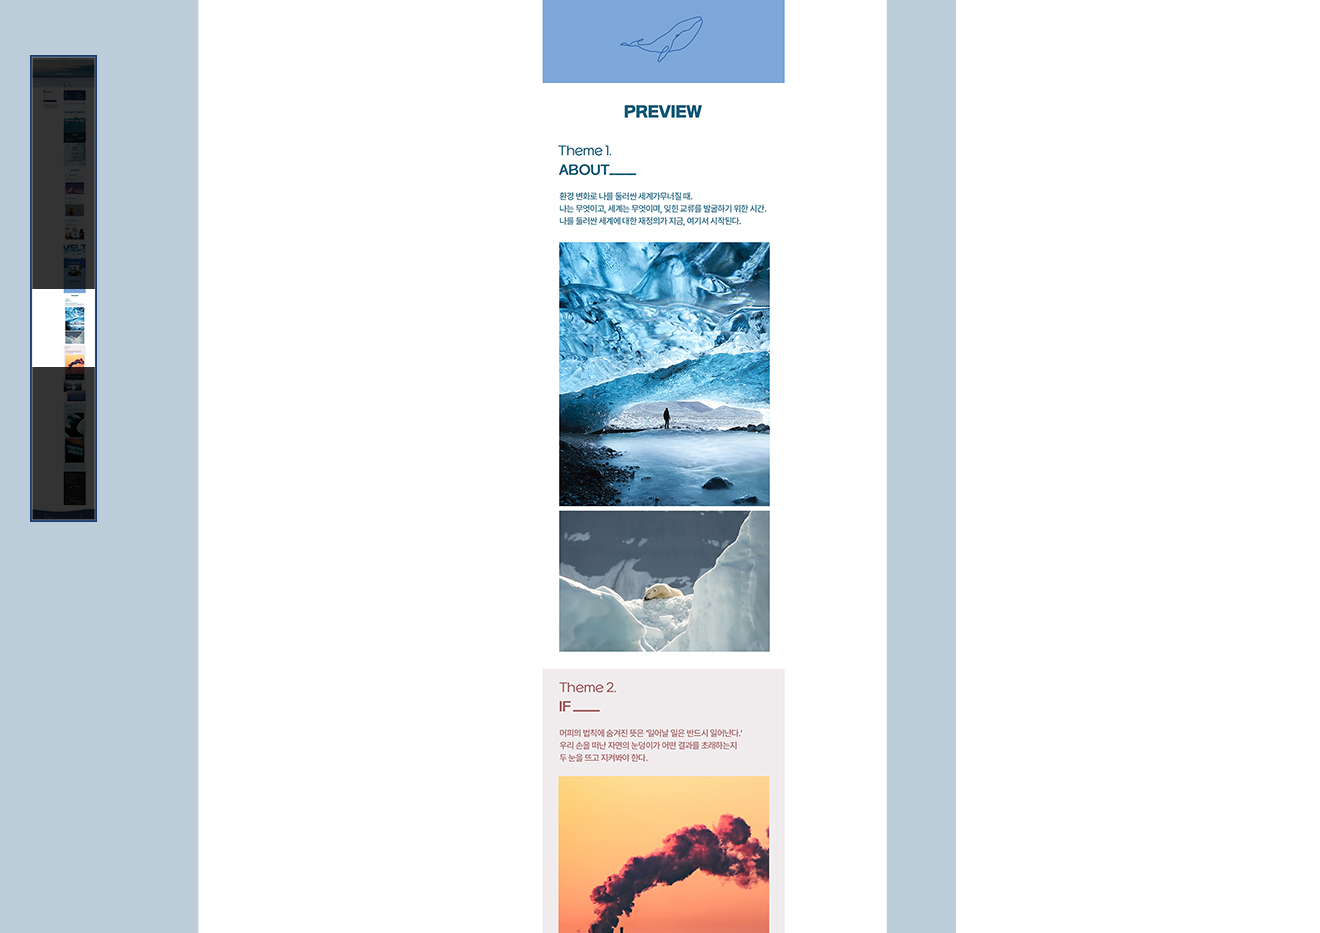 PREVIEW
Theme 1.
ABOUT___
환경 변화로 나를 둘러싼 세계가무너질 때.
나는 무엇이고, 세계는 무엇이며, 잊힌 교류를 발굴하기 위한 시간.
나를 둘러싼 세계에 대한 재정의가 지금, 여기서 시작된다.
Theme 2.
IF ___
머피의 법칙에 숨겨진 뜻은 '일어날 일은 반드시 일어난다.'
우리 손을 떠난 자연의 눈덩이가 어떤 결과를 초래하는지
두 눈을 뜨고 지켜봐야 한다.